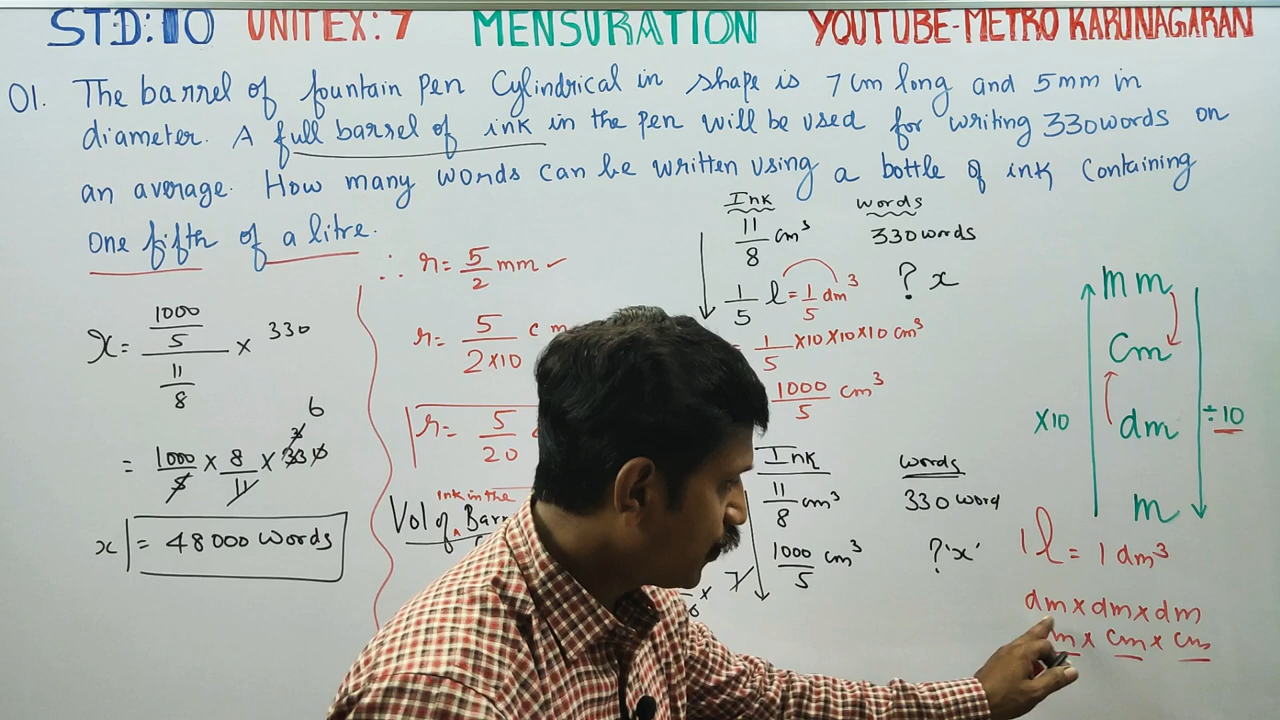 STD: 10 UNIT EX: 7 MENSURATION YOUTUBE-METRO KARUNAGARAN
01. The barrel of fountain pen Cylindrical in shape is 7 cm long and 5 mm in
diameter. A full barrel of ink in the pen will be used for writing 330 words on
an average. How many words can be written using a bottle of ink containing
one fifth of a litre.
x = 1000/5 / 11/8 × 330
= 1000/5 × 8/11 × 330
3
6
x = 48000 words
∴ r = 5/2 mm ✓
r = 5/2×10 cm
r = 5/20
ink in the
Vol of Barr
Ink words
11/8 cm³ 330 words
1/5 l = 1/5 dm³ ? x
1/5 × 10 × 10 × 10 cm³
1000/5 cm³
Ink words
11/8 cm³ 330 word
1000/5 cm³ ? 'x'
× 7
mm
cm
×10 dm ÷10
m
1 l = 1 dm³
dm × dm × dm
m × cm × cm